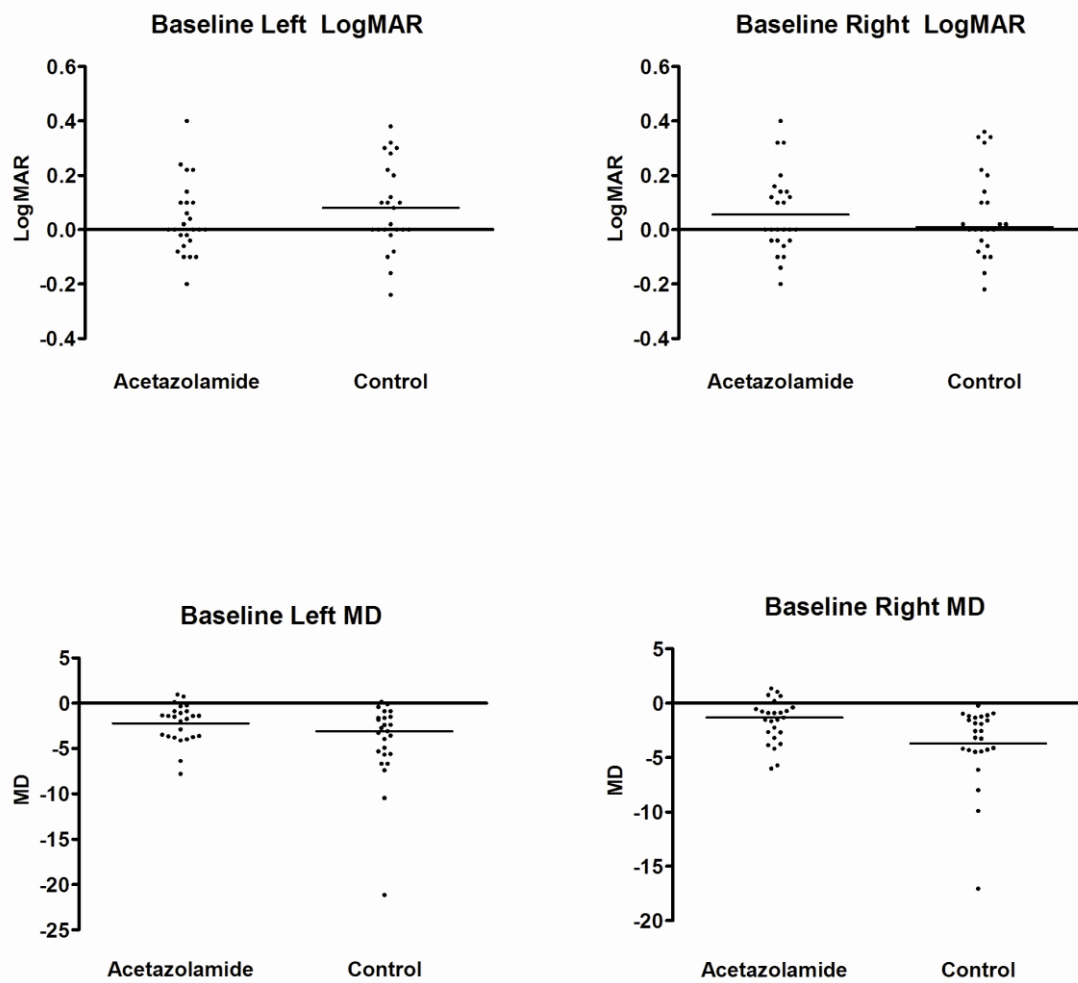 Baseline Left LogMAR
0.6
0.4
0.2
0.0
-0.2
-0.4
LogMAR
Acetazolamide Control
Baseline Right LogMAR
0.6
0.4
0.2
0.0
-0.2
-0.4
LogMAR
Acetazolamide Control
Baseline Left MD
5
0
-5
-10
-15
-20
-25
MD
Acetazolamide Control
Baseline Right MD
5
0
-5
-10
-15
-20
MD
Acetazolamide Control